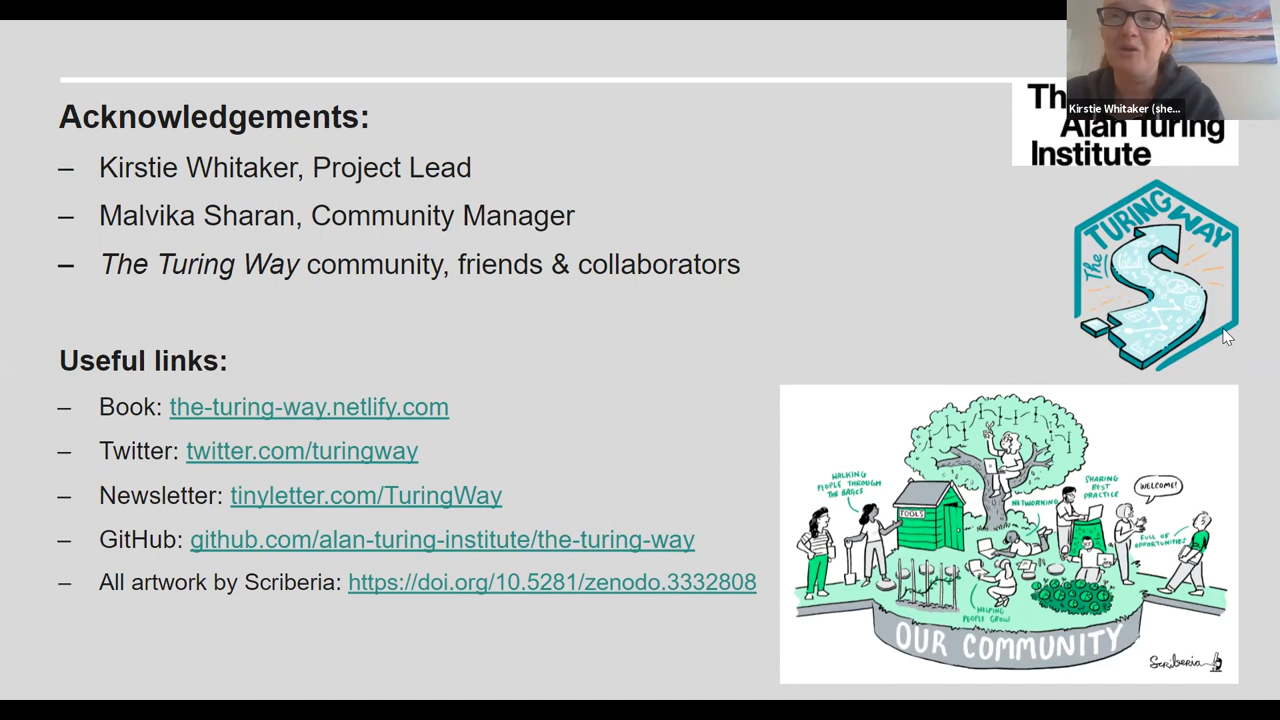 Kirstie Whitaker (she...
Acknowledgements:
– Kirstie Whitaker, Project Lead
– Malvika Sharan, Community Manager
– The Turing Way community, friends & collaborators
Useful links:
– Book: the-turing-way.netlify.com
– Twitter: twitter.com/turingway
– Newsletter: tinyletter.com/TuringWay
– GitHub: github.com/alan-turing-institute/the-turing-way
– All artwork by Scriberia: https://doi.org/10.5281/zenodo.3332808
Th
Alan Turing
Institute
The TURING WAY
WALKING
PEOPLE THROUGH
THE BASICS
TOOLS
NETWORKING
SHARING
BEST
PRACTICE
WELCOME!
FULL OF
OPPORTUNITIES
HELPING
PEOPLE GROW
OUR COMMUNITY
Scriberia